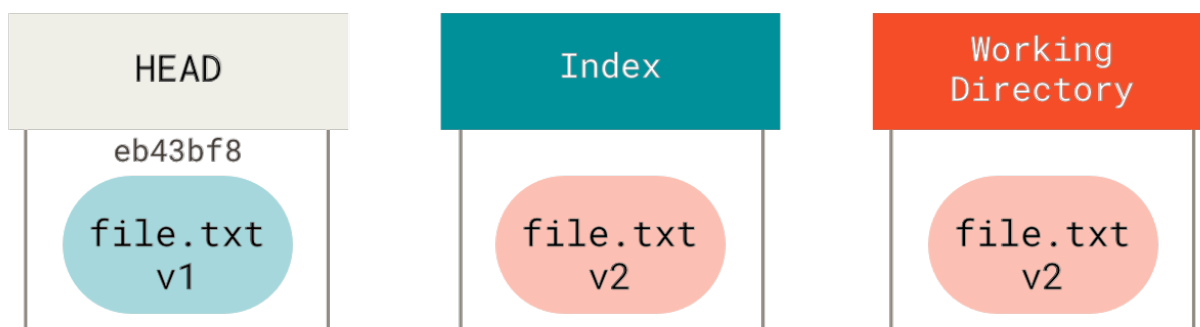 HEAD
Index
Working
Directory
eb43bf8
file.txt
v1
file.txt
v2
file.txt
v2